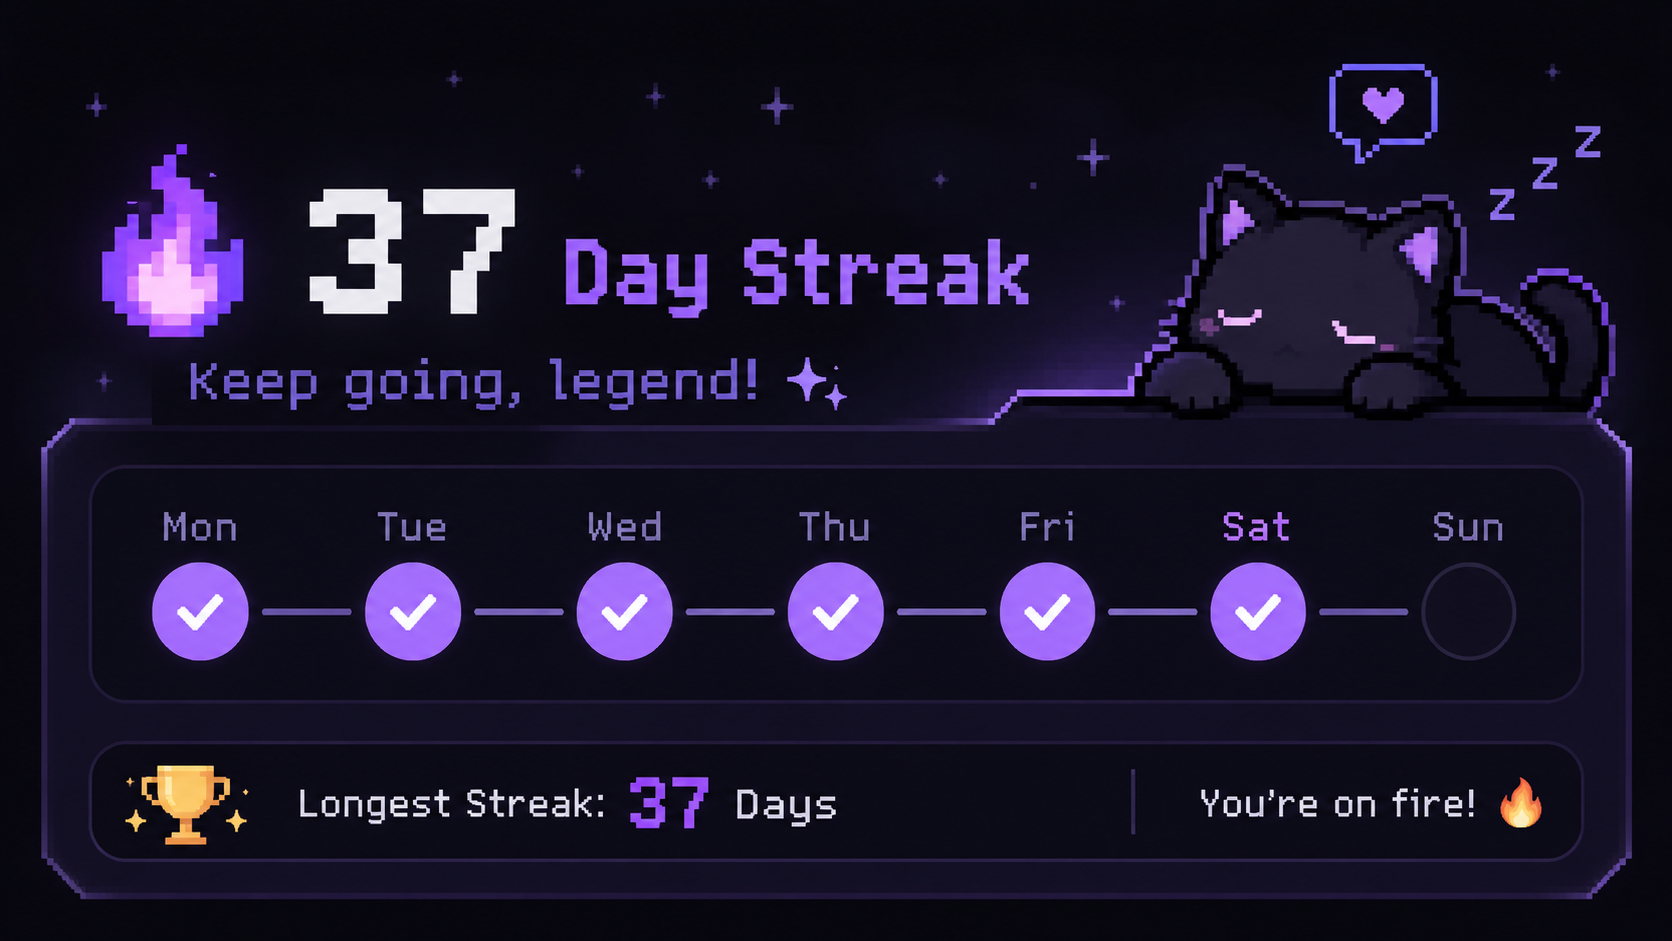 z
z
z
37 Day Streak
Keep going, legend!
Mon Tue Wed Thu Fri Sat Sun
Longest Streak: 37 Days
You're on fire!